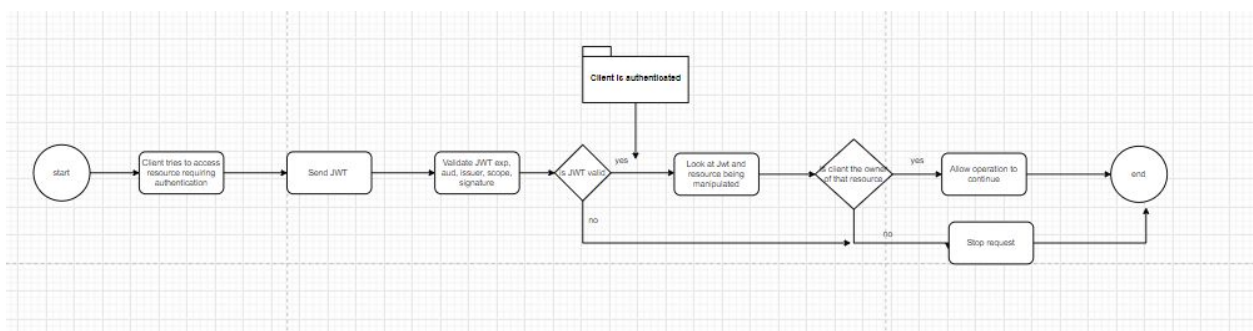 Client is authenticated
start
Client tries to access
resource requiring
authentication
Send JWT
Validate JWT exp,
aud, issuer, scope,
signature
is JWT valid
yes
no
Look at Jwt and
resource being
manipulated
is client the owner
of that resource
yes
no
Allow operation to
continue
Stop request
end